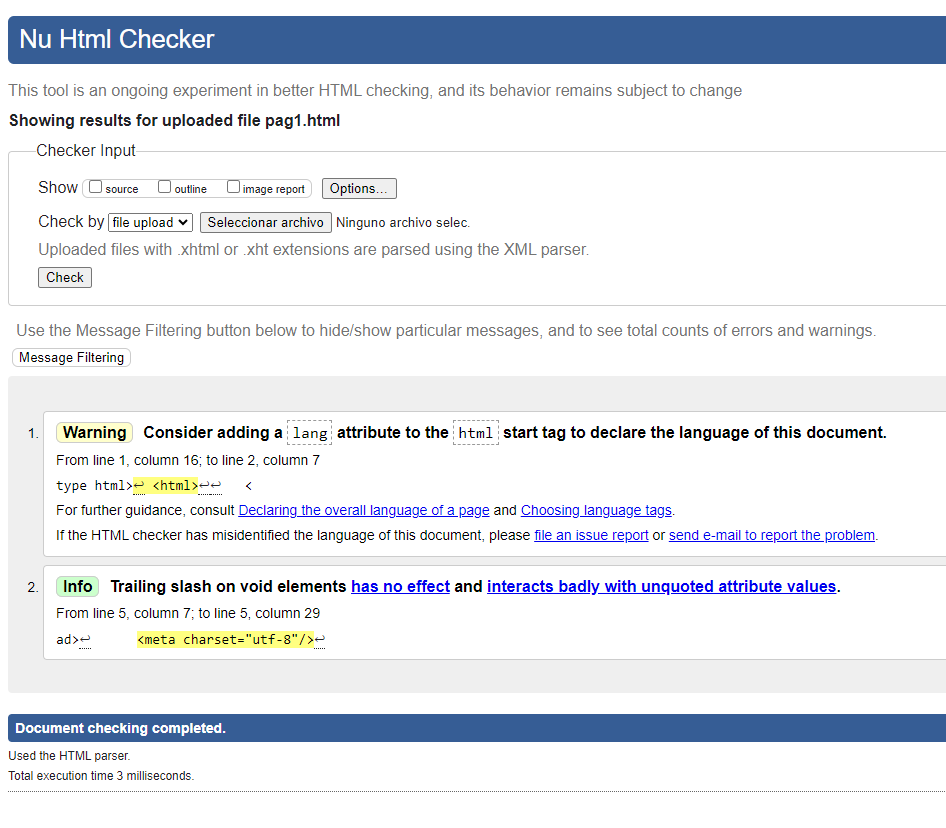 Nu Html Checker
This tool is an ongoing experiment in better HTML checking, and its behavior remains subject to change
Showing results for uploaded file pag1.html
Checker Input
Show source outline image report Options...
Check by file upload Seleccionar archivo Ninguno archivo selec.
Uploaded files with .xhtml or .xht extensions are parsed using the XML parser.
Check
Use the Message Filtering button below to hide/show particular messages, and to see total counts of errors and warnings.
Message Filtering
1. Warning Consider adding a lang attribute to the html start tag to declare the language of this document.
From line 1, column 16; to line 2, column 7
type html>↩ <html>↩↩ <
For further guidance, consult Declaring the overall language of a page and Choosing language tags.
If the HTML checker has misidentified the language of this document, please file an issue report or send e-mail to report the problem.
2. Info Trailing slash on void elements has no effect and interacts badly with unquoted attribute values.
From line 5, column 7; to line 5, column 29
ad>↩ <meta charset="utf-8"/>↩
Document checking completed.
Used the HTML parser.
Total execution time 3 milliseconds.